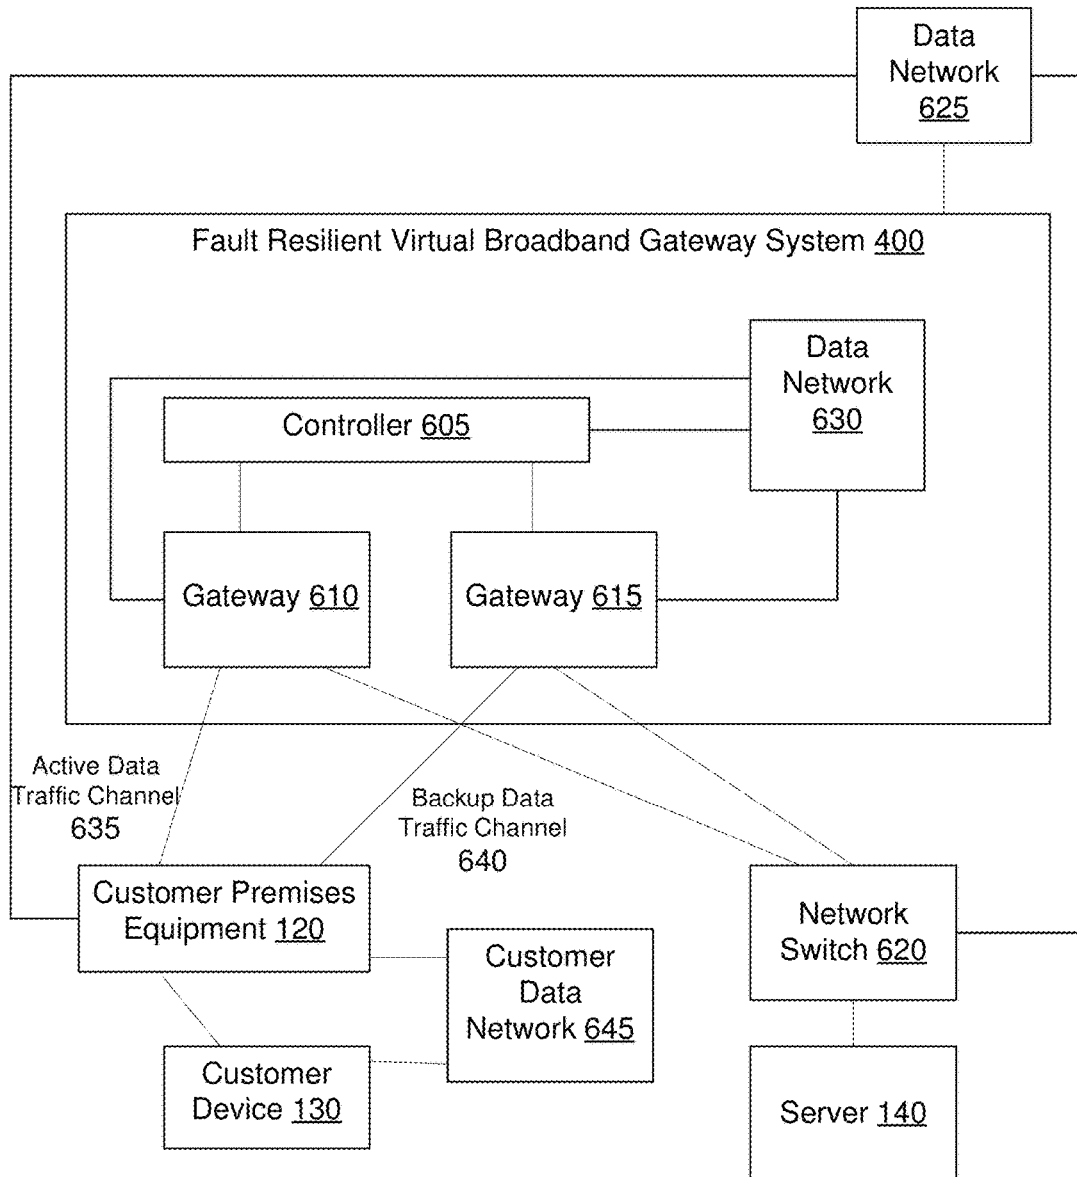 Data
Network
625
Fault Resilient Virtual Broadband Gateway System 400
Data
Network
630
Controller 605
Gateway 610
Gateway 615
Active Data
Traffic Channel
635
Backup Data
Traffic Channel
640
Customer Premises
Equipment 120
Network
Switch 620
Customer
Data
Network 645
Customer
Device 130
Server 140